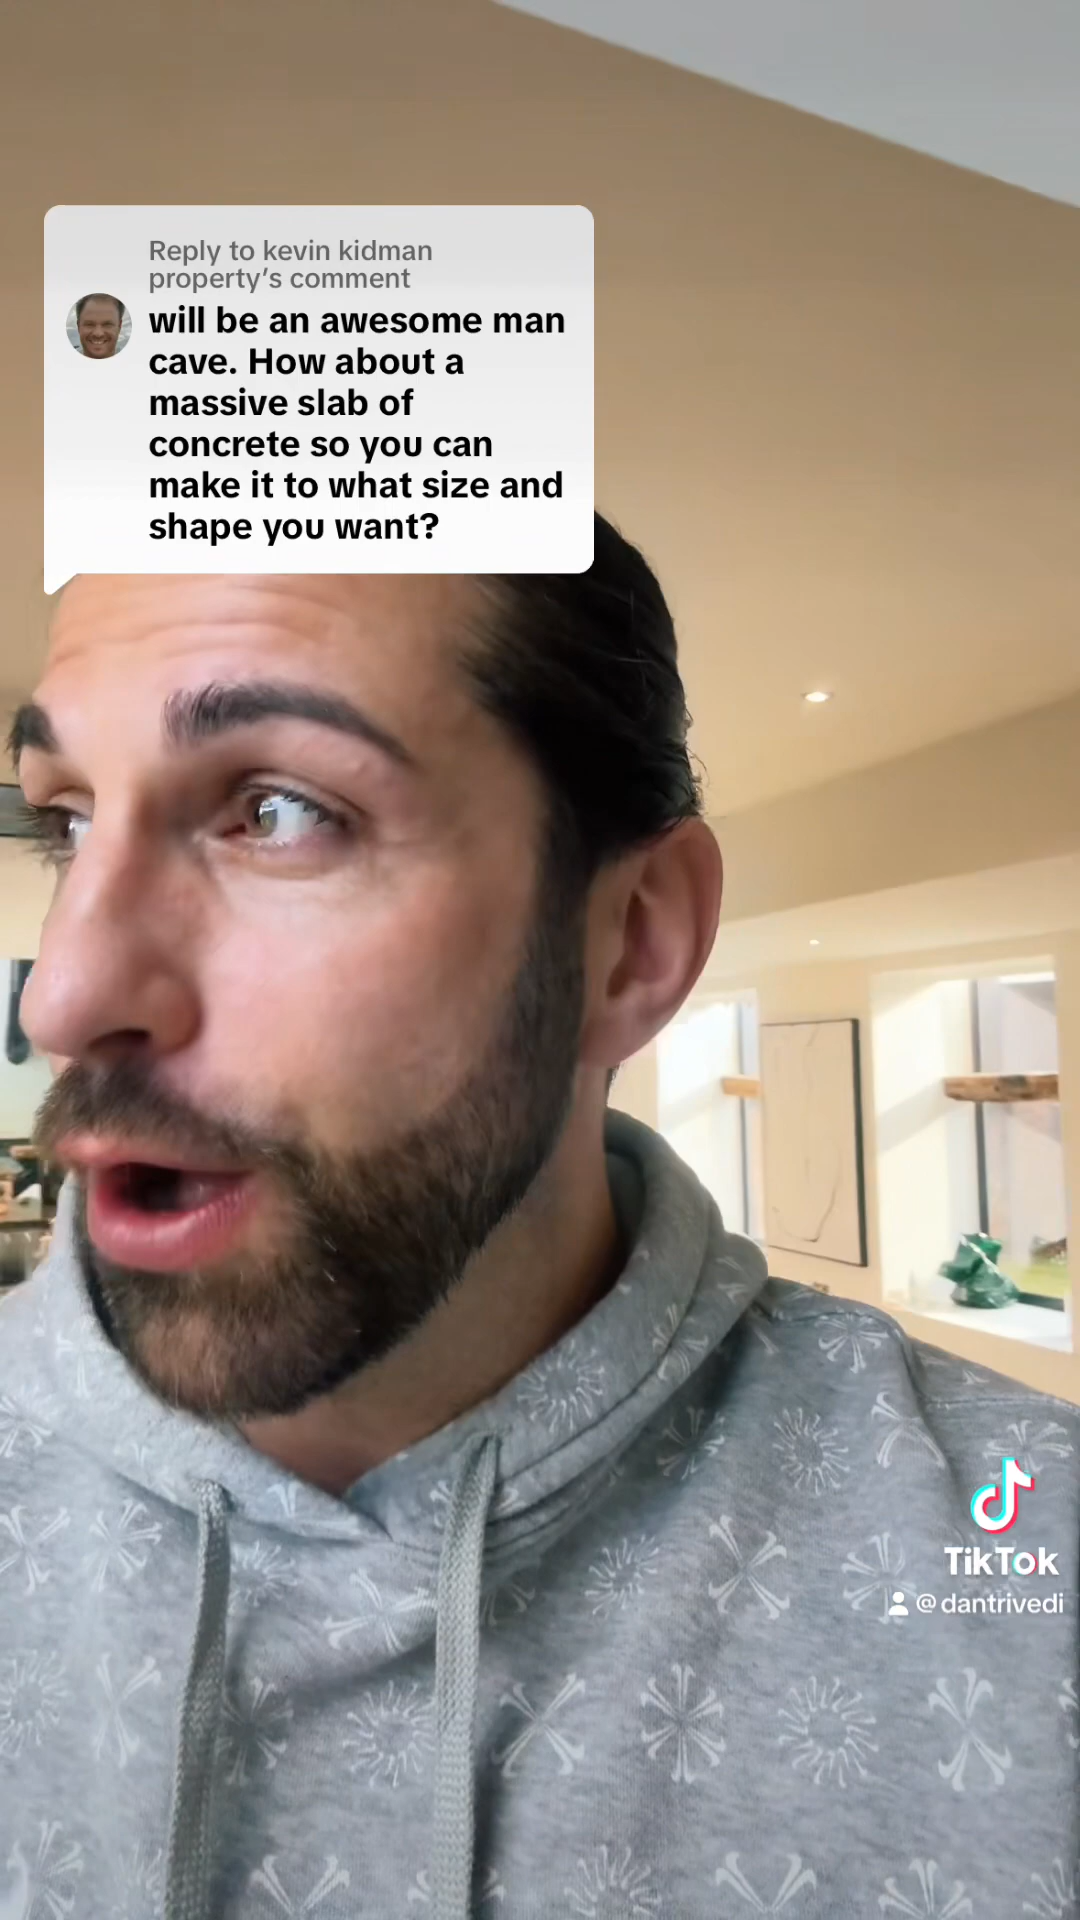 Reply to kevin kidman
property’s comment
will be an awesome man
cave. How about a
massive slab of
concrete so you can
make it to what size and
shape you want?
TikTok
@dantrivedi